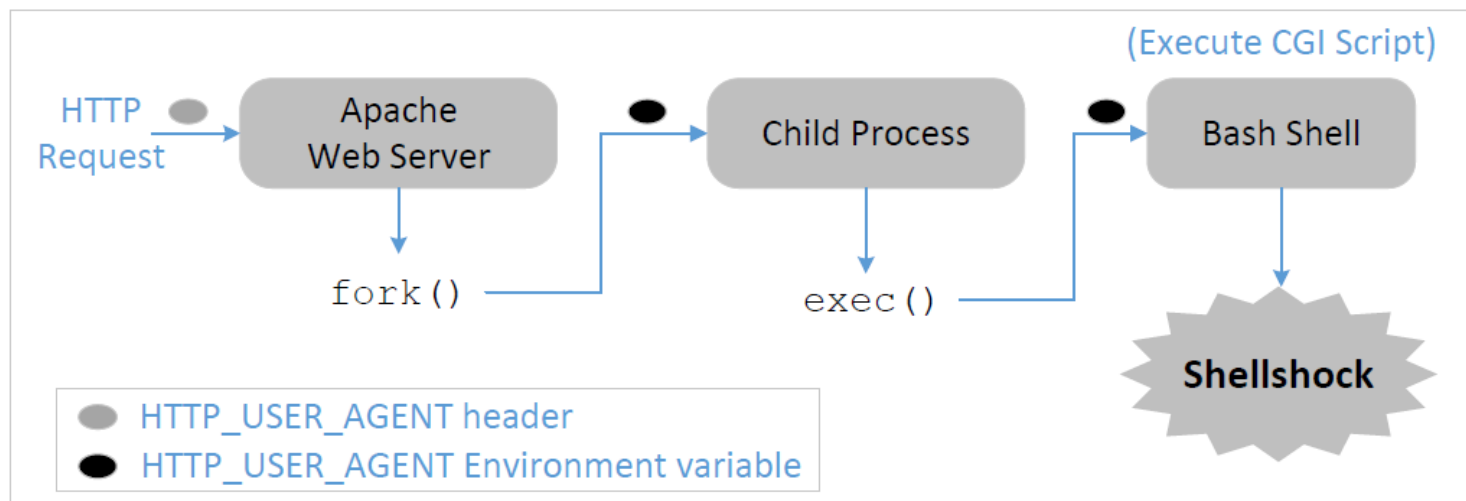 (Execute CGI Script)
HTTP
Request
Apache
Web Server
Child Process
Bash Shell
fork()
exec()
Shellshock
HTTP_USER_AGENT header
HTTP_USER_AGENT Environment variable